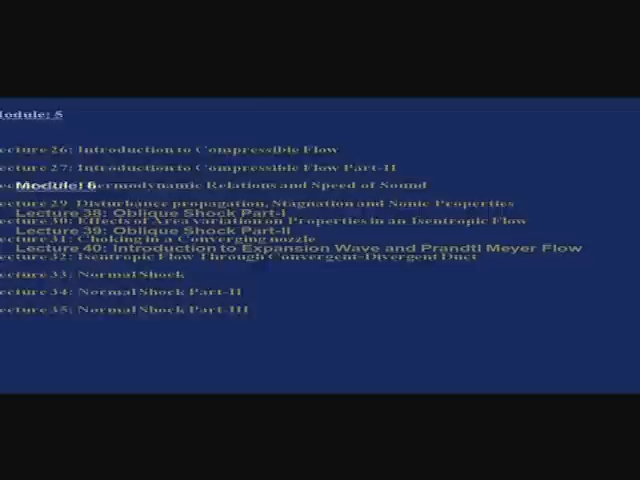 Module: 5
ecture 26: Introduction to Compressible Flow
ecture 27: Introduction to Compressible Flow Part-II
Module: 6
ermodynamic Relations and Speed of Sound
ecture 29 Disturbance propagation, Stagnation and Sonic Properties
Lecture 38: Oblique Shock Part-I
ecture 30: Effects of Area variation on Properties in an Isentropic Flow
Lecture 39: Oblique Shock Part-II
ecture 31: Choking in a Converging nozzle
Lecture 40: Introduction to Expansion Wave and Prandtl Meyer Flow
ecture 32: Isentropic Flow Through Convergent-Divergent Duct
ecture 33: Normal Shock
ecture 34: Normal Shock Part-II
ecture 35: Normal Shock Part-III